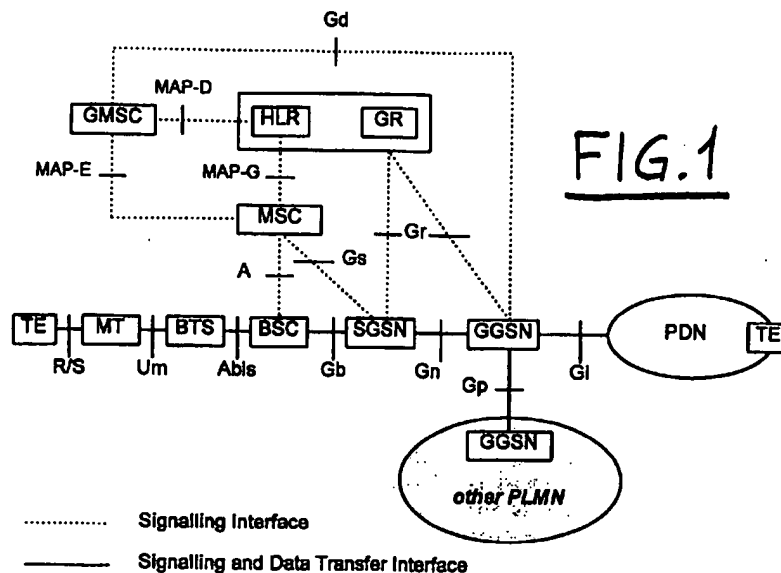 Gd
MAP-D
GMSC
HLR
GR
FIG.1
MAP-E
MAP-G
MSC
Gr
Gs
A
TE
MT
BTS
BSC
SGSN
GGSN
PDN
TE
R/S
Um
Abis
Gb
Gn
Gi
Gp
GGSN
other PLMN
Signalling Interface
Signalling and Data Transfer Interface